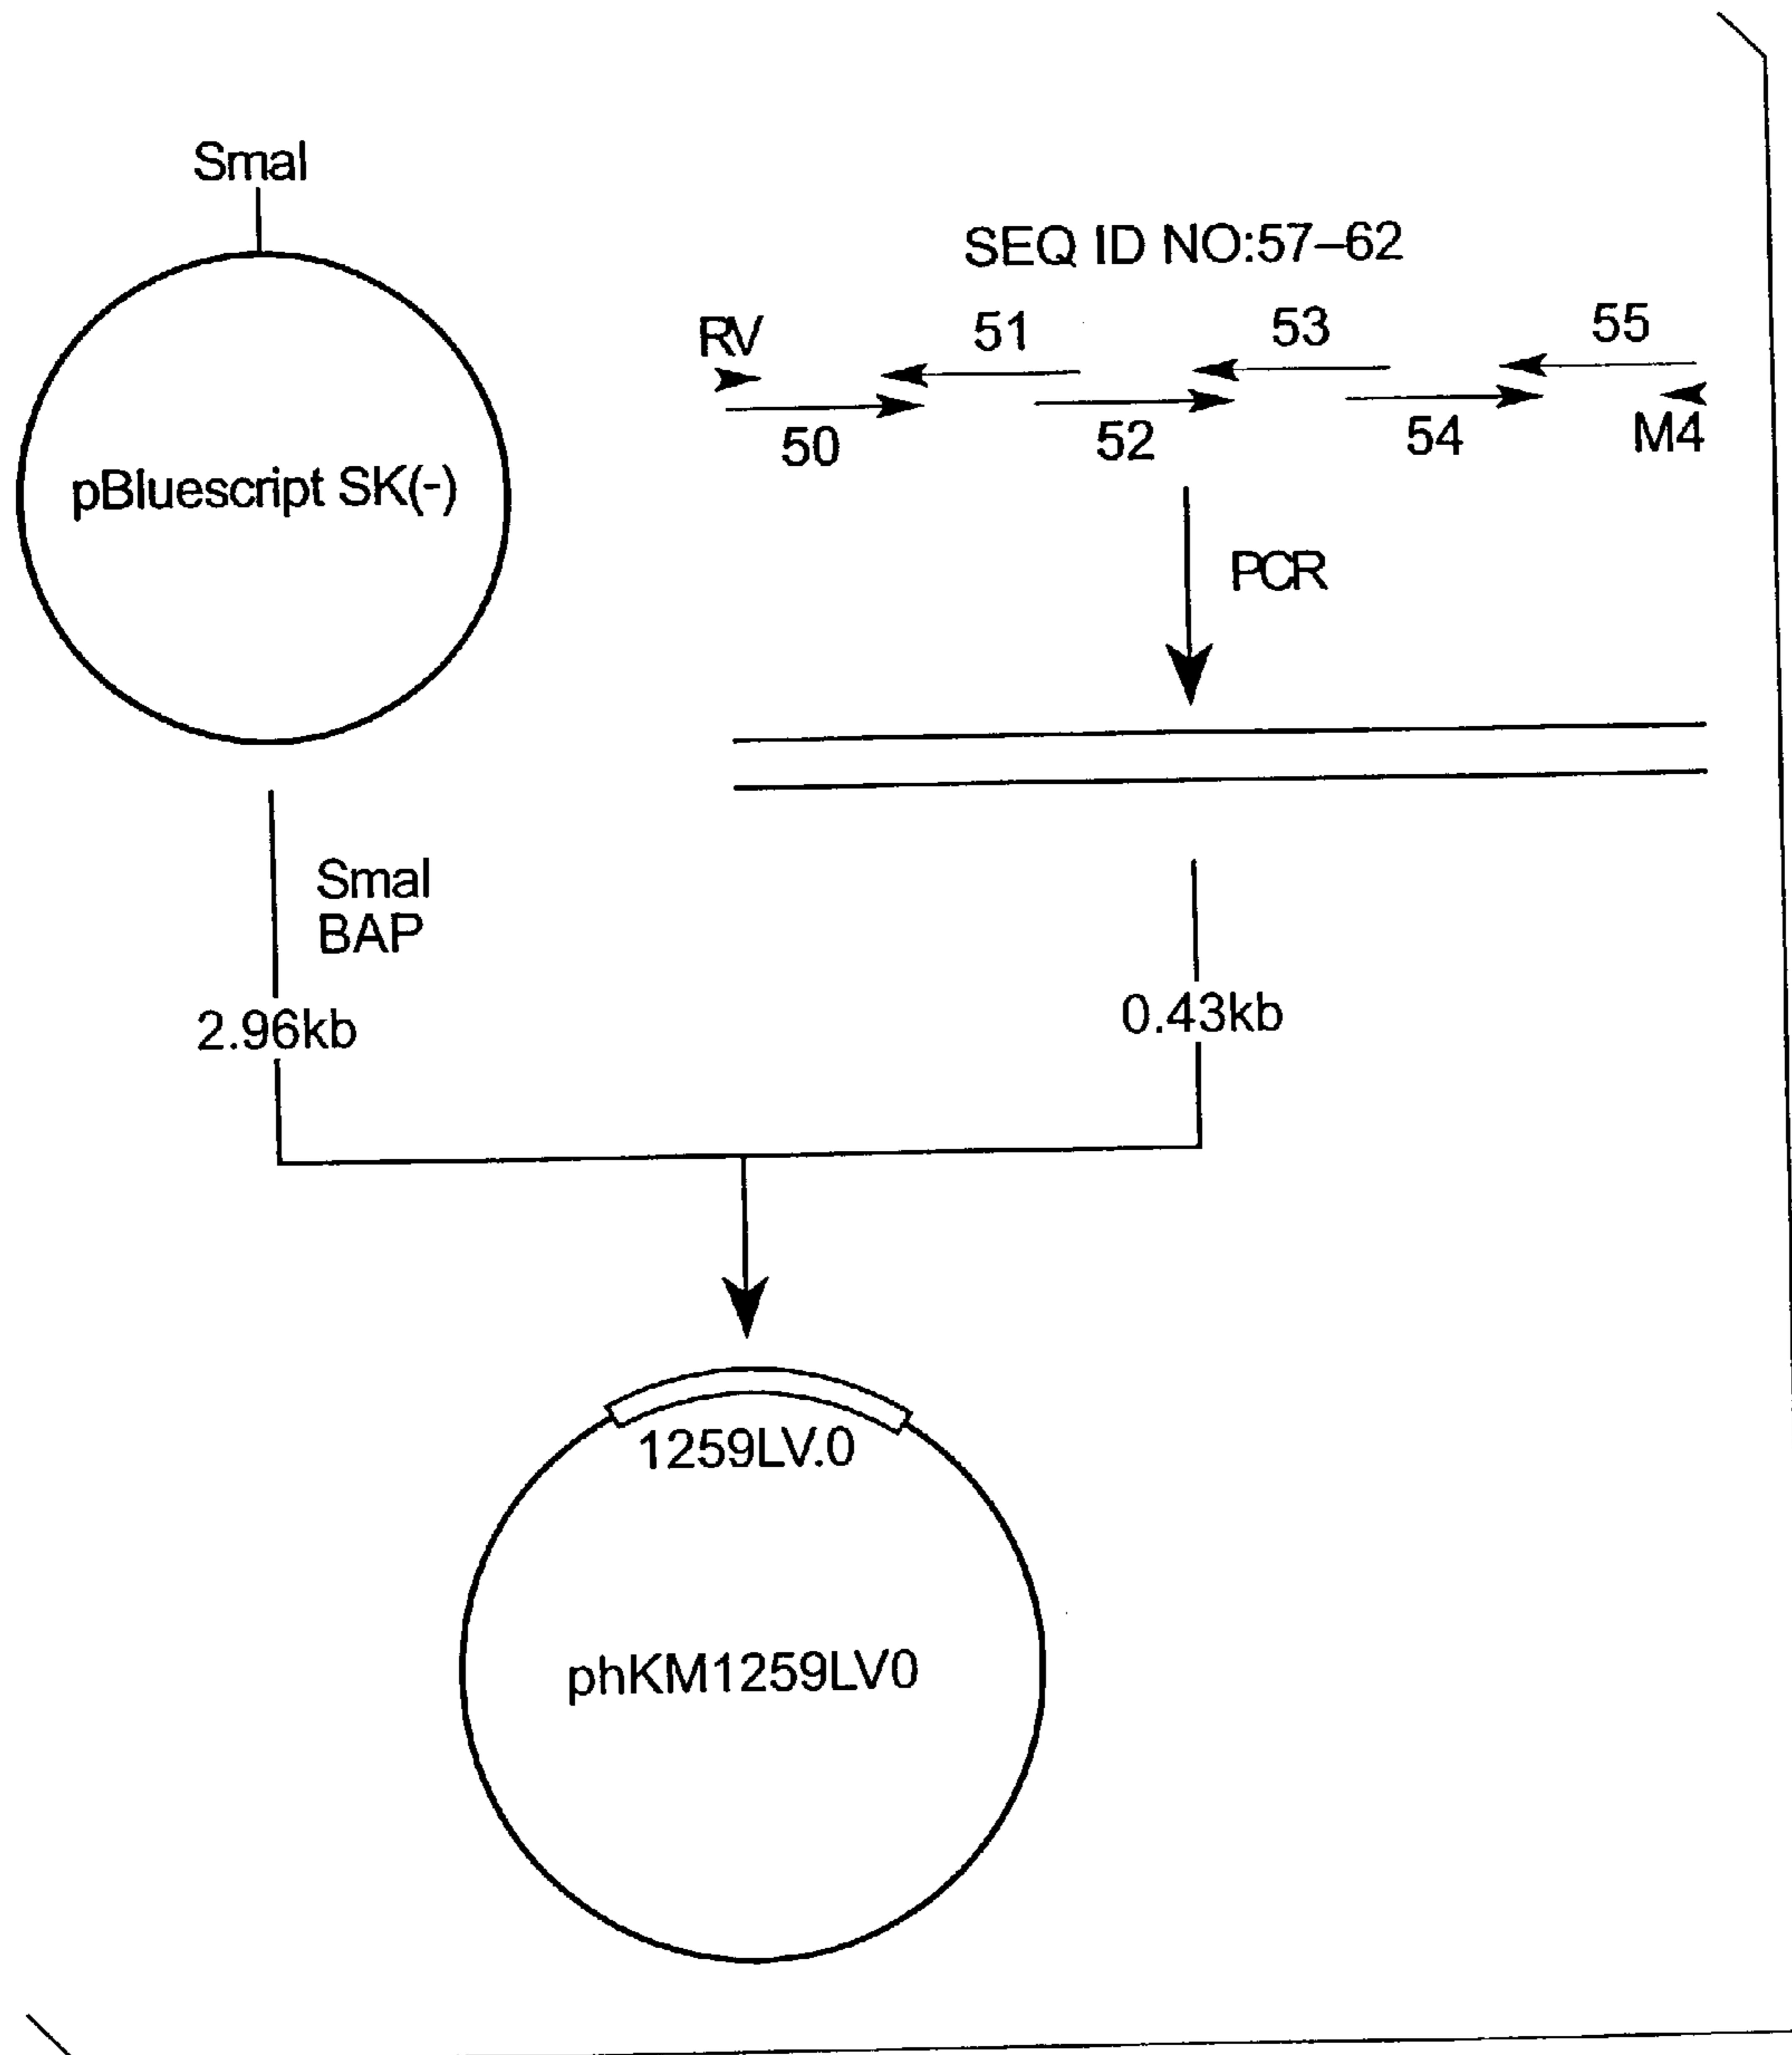 SmaI
pBluescript SK(-)
SEQ ID NO:57–62
RV
51
53
55
50
52
54
M4
PCR
SmaI
BAP
2.96kb
0.43kb
1259LV.0
phKM1259LV0